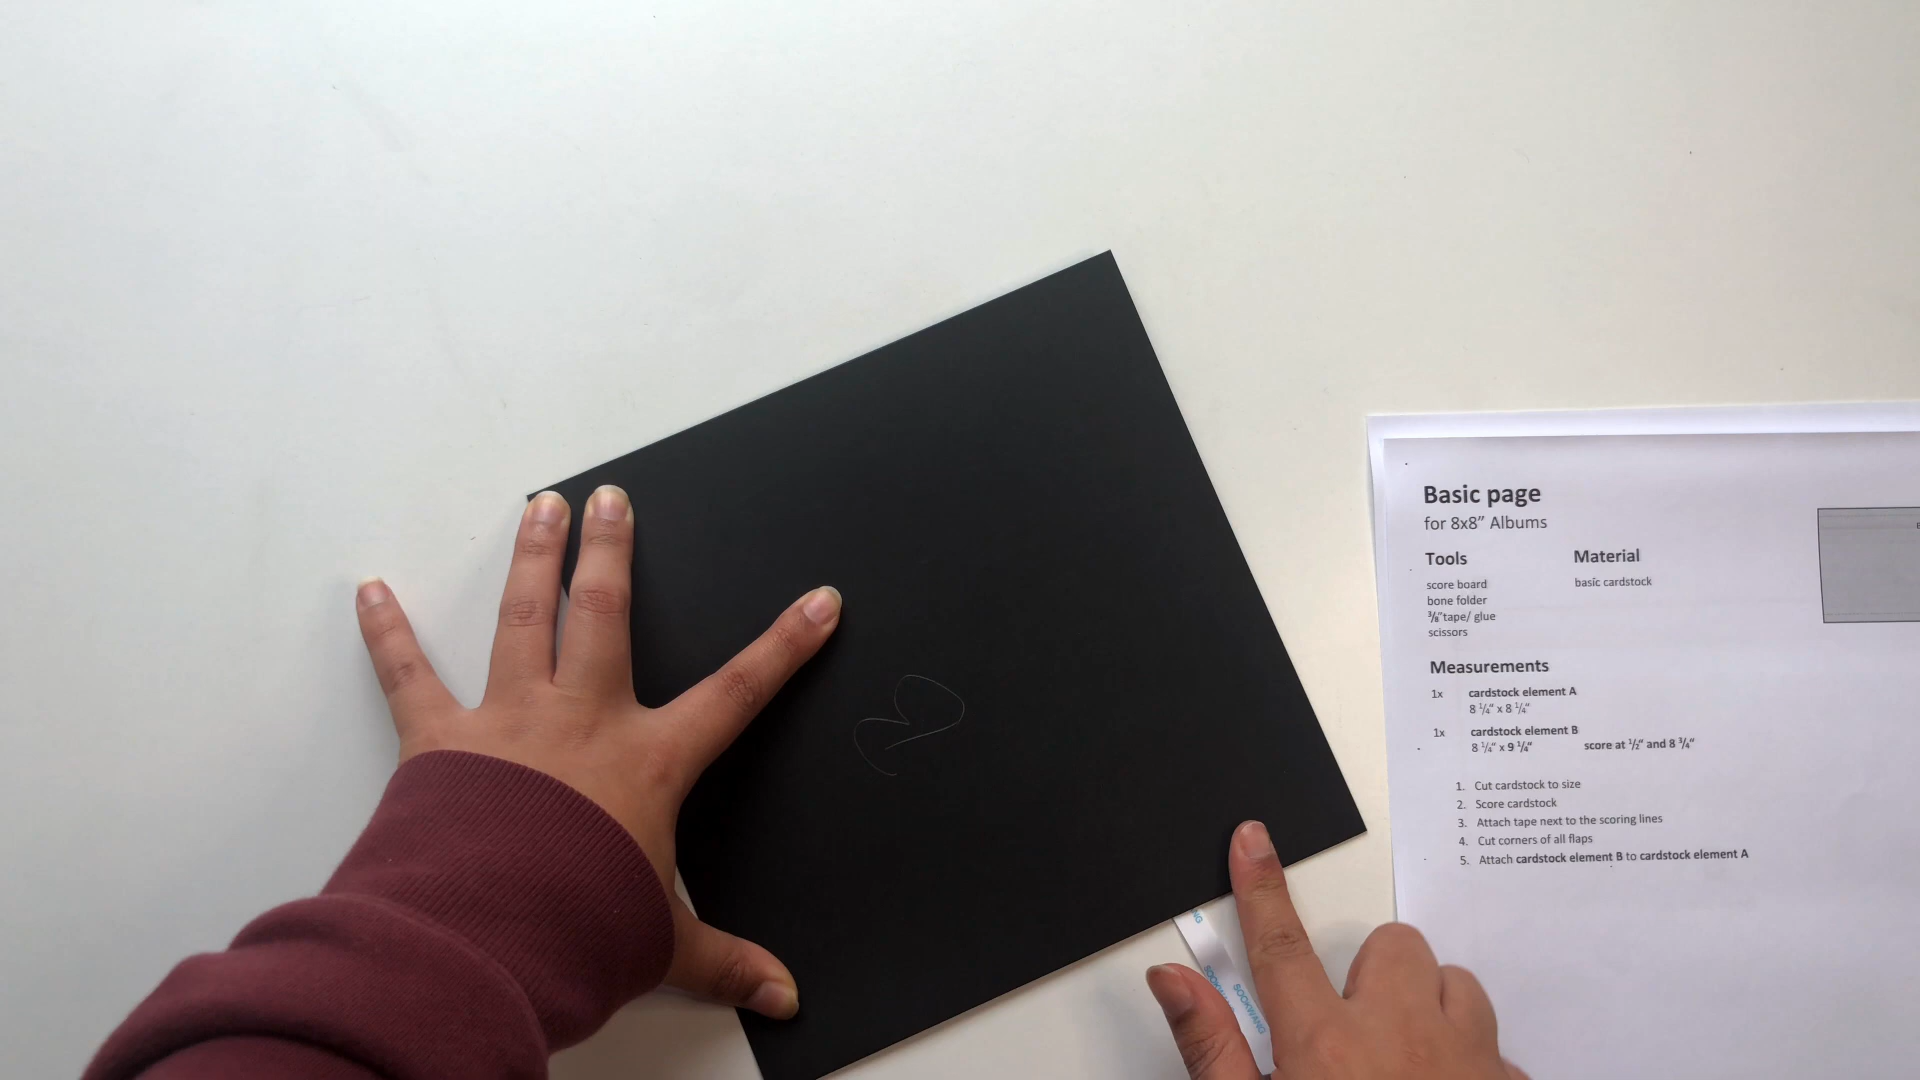 B
NG
SOOKWANG
Basic page
for 8x8” Albums
Tools
score board
bone folder
⅜”tape/ glue
scissors
Material
basic cardstock
Measurements
1x cardstock element A
8 ¼“ x 8 ¼“
1x cardstock element B
8 ¼“ x 9 ¼“ score at ½“ and 8 ¾“
1. Cut cardstock to size
2. Score cardstock
3. Attach tape next to the scoring lines
4. Cut corners of all flaps
5. Attach cardstock element B to cardstock element A